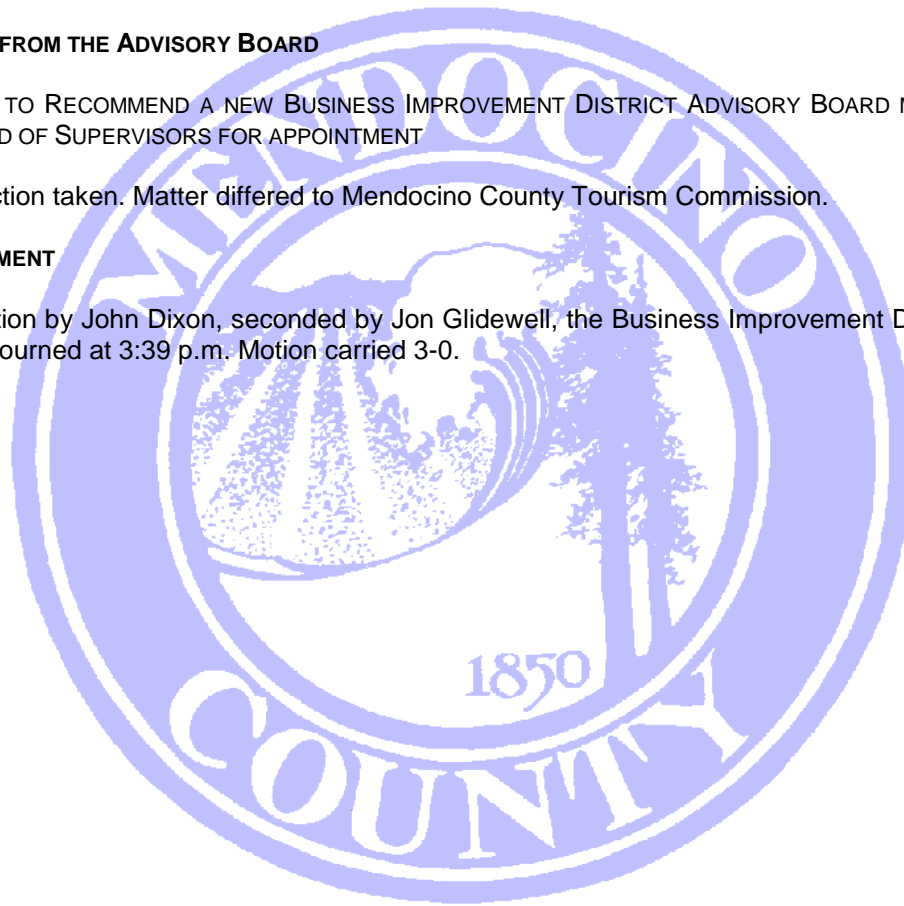 FROM THE ADVISORY BOARD
TO RECOMMEND A NEW BUSINESS IMPROVEMENT DISTRICT ADVISORY BOARD
D OF SUPERVISORS FOR APPOINTMENT
ction taken. Matter differed to Mendocino County Tourism Commission.
MENT
tion by John Dixon, seconded by Jon Glidewell, the Business Improvement D
ourned at 3:39 p.m. Motion carried 3-0.
MENDOCINO
1850
COUNTY